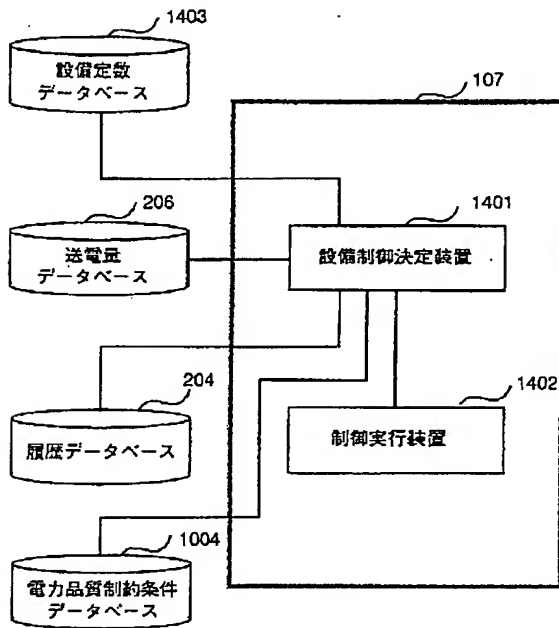 1403
設備定数
データベース
107
206
送電量
データベース
1401
設備制御決定装置
204
履歴データベース
1402
制御実行装置
1004
電力品質制約条件
データベース